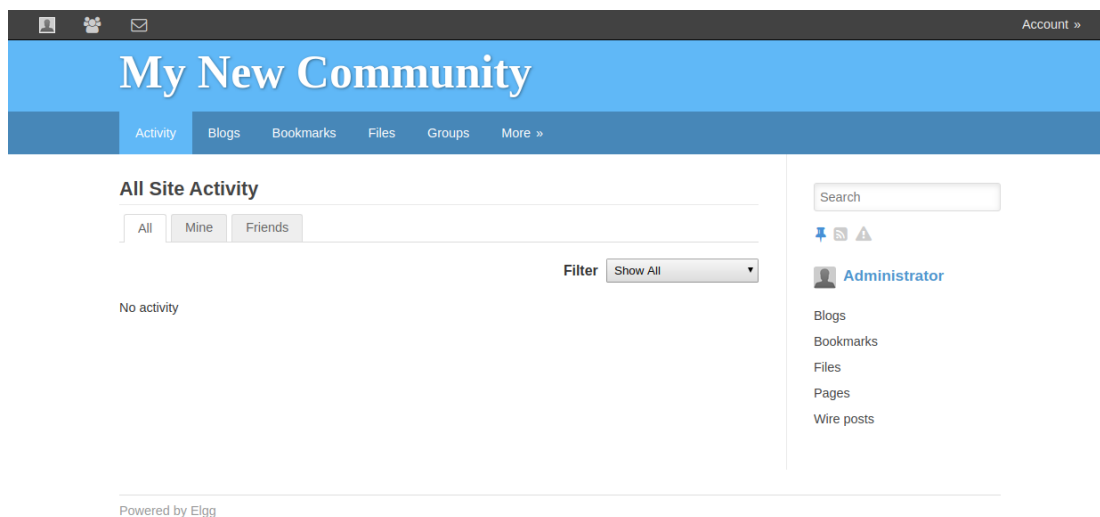 Account »
My New Community
Activity Blogs Bookmarks Files Groups More »
All Site Activity
All Mine Friends
Filter Show All
No activity
Search
Administrator
Blogs
Bookmarks
Files
Pages
Wire posts
Powered by Elgg